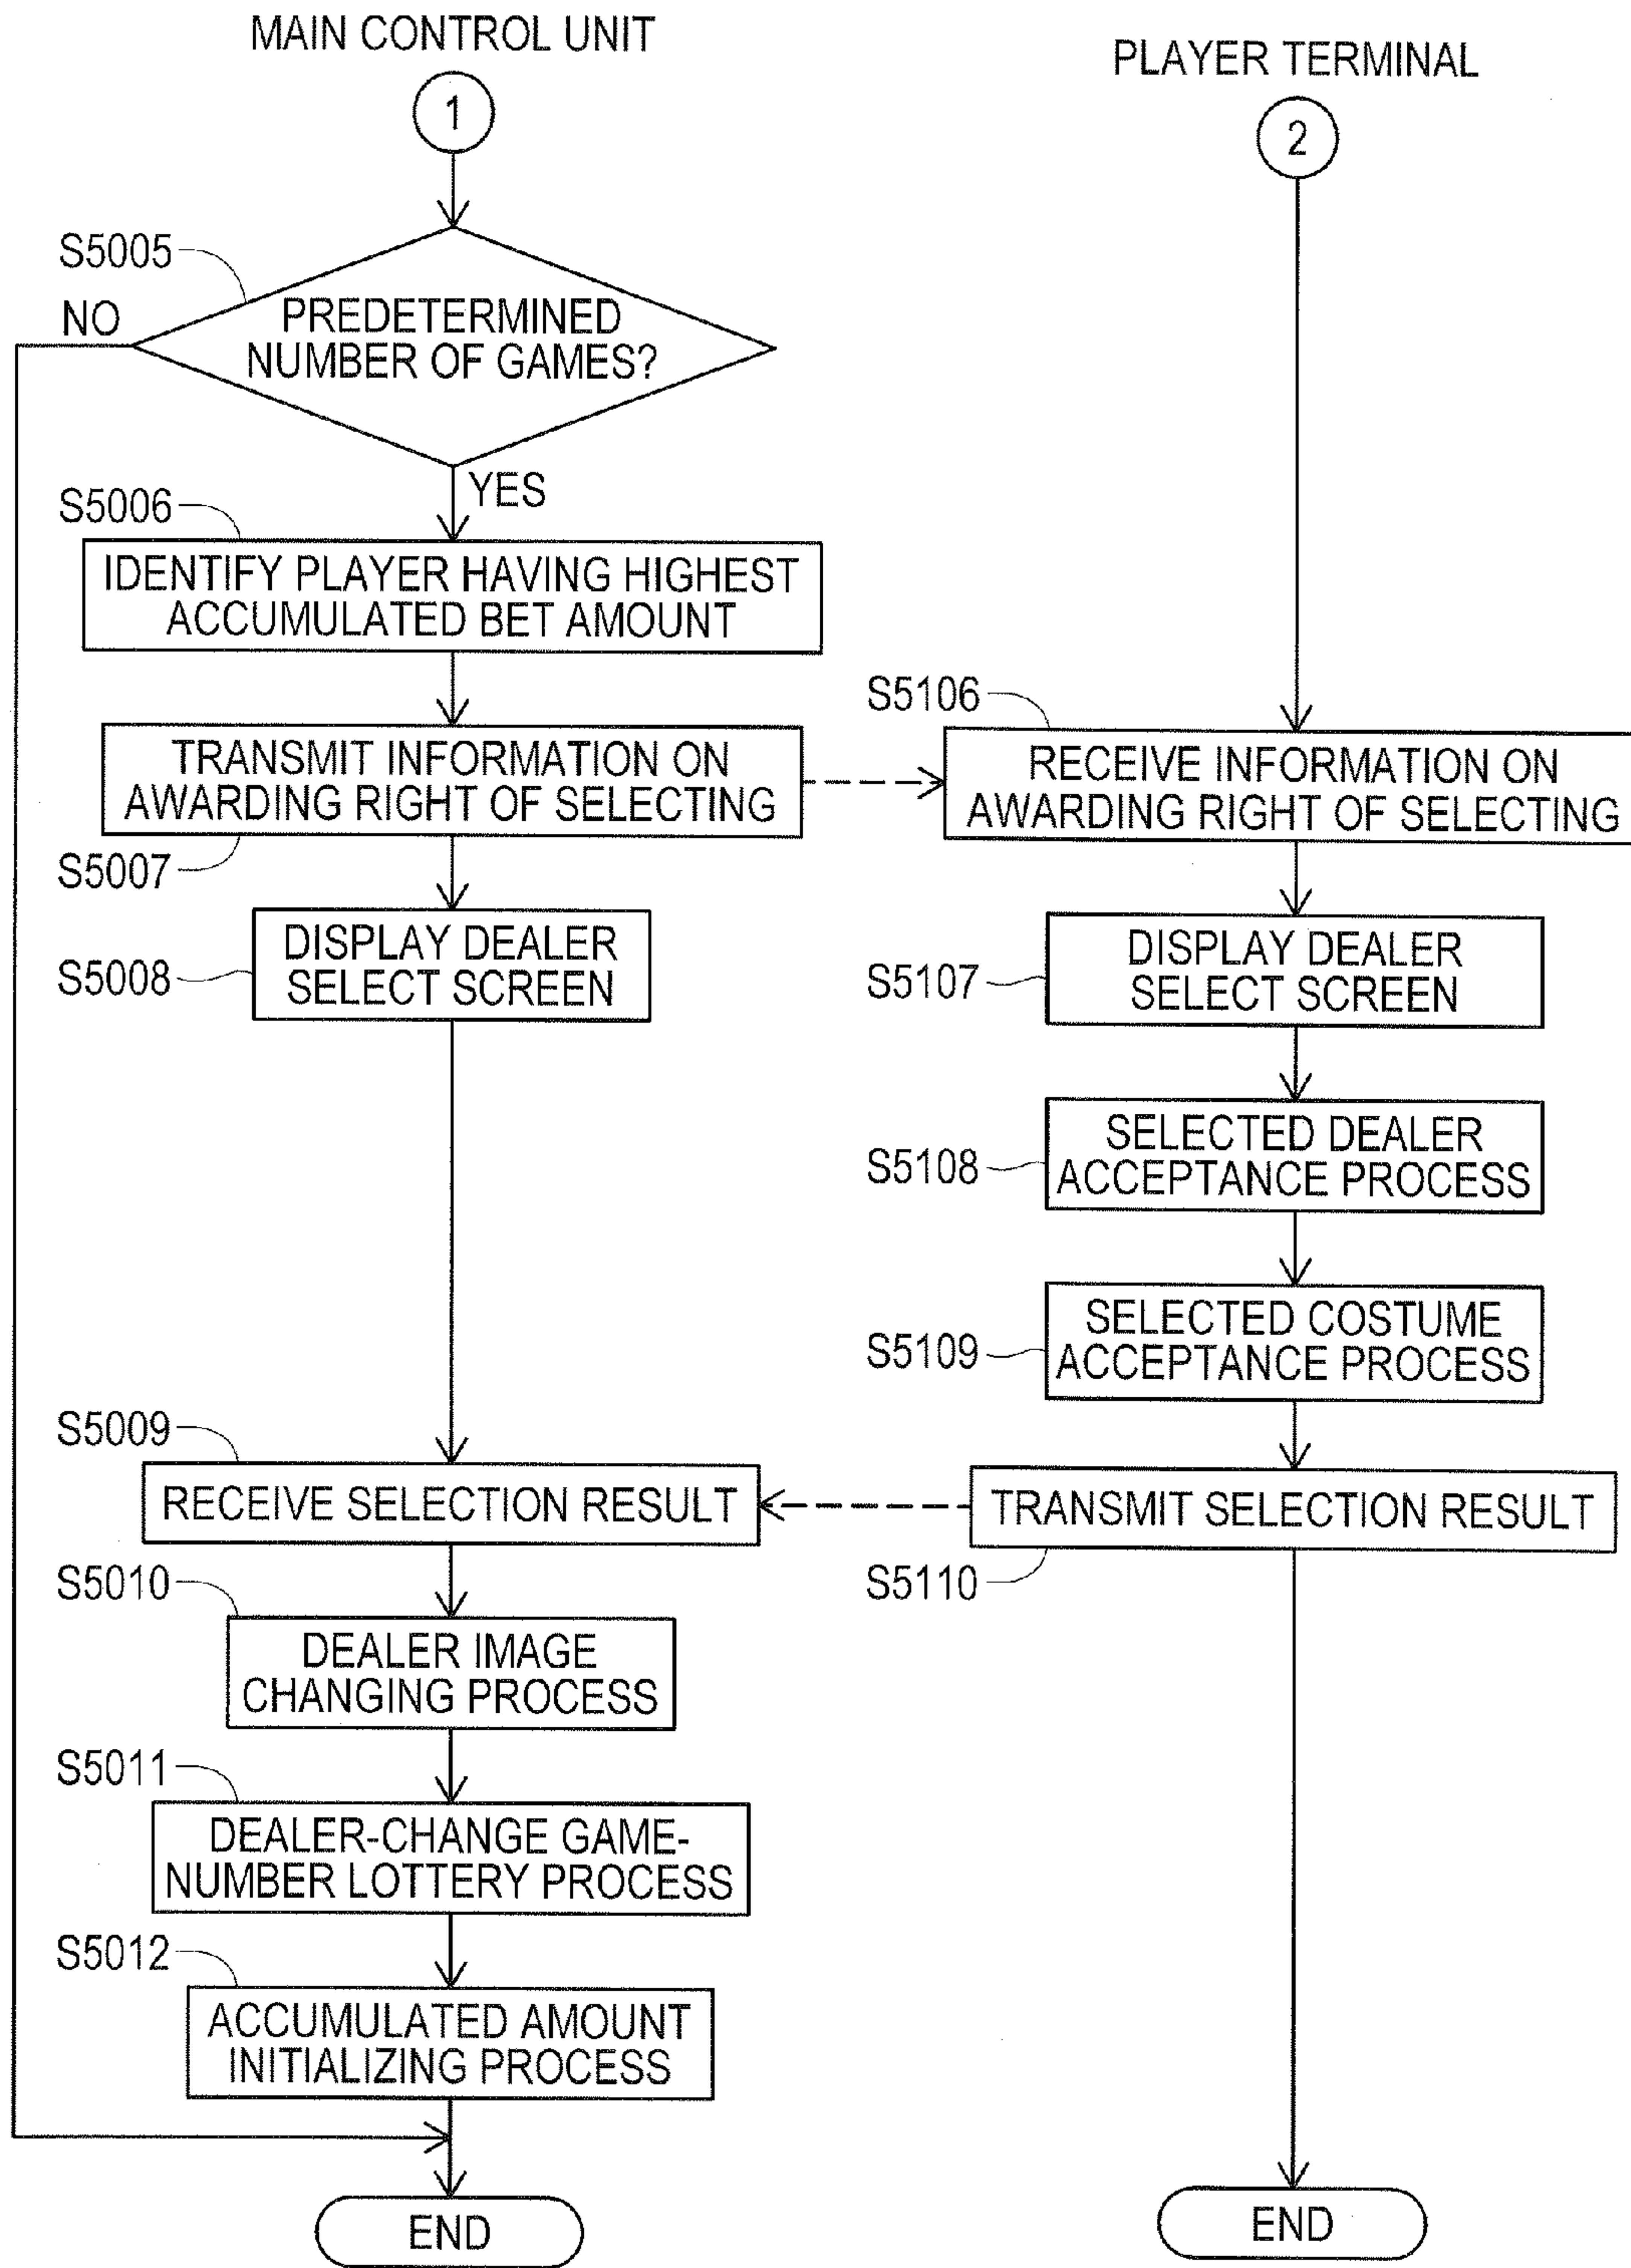 MAIN CONTROL UNIT
1
S5005
NO
PREDETERMINED
NUMBER OF GAMES?
YES
S5006
IDENTIFY PLAYER HAVING HIGHEST
ACCUMULATED BET AMOUNT
TRANSMIT INFORMATION ON
AWARDING RIGHT OF SELECTING
S5007
DISPLAY DEALER
SELECT SCREEN
S5008
S5009
RECEIVE SELECTION RESULT
S5010
DEALER IMAGE
CHANGING PROCESS
S5011
DEALER-CHANGE GAME-
NUMBER LOTTERY PROCESS
S5012
ACCUMULATED AMOUNT
INITIALIZING PROCESS
END
PLAYER TERMINAL
2
S5106
RECEIVE INFORMATION ON
AWARDING RIGHT OF SELECTING
DISPLAY DEALER
SELECT SCREEN
S5107
SELECTED DEALER
ACCEPTANCE PROCESS
S5108
SELECTED COSTUME
ACCEPTANCE PROCESS
S5109
TRANSMIT SELECTION RESULT
S5110
END